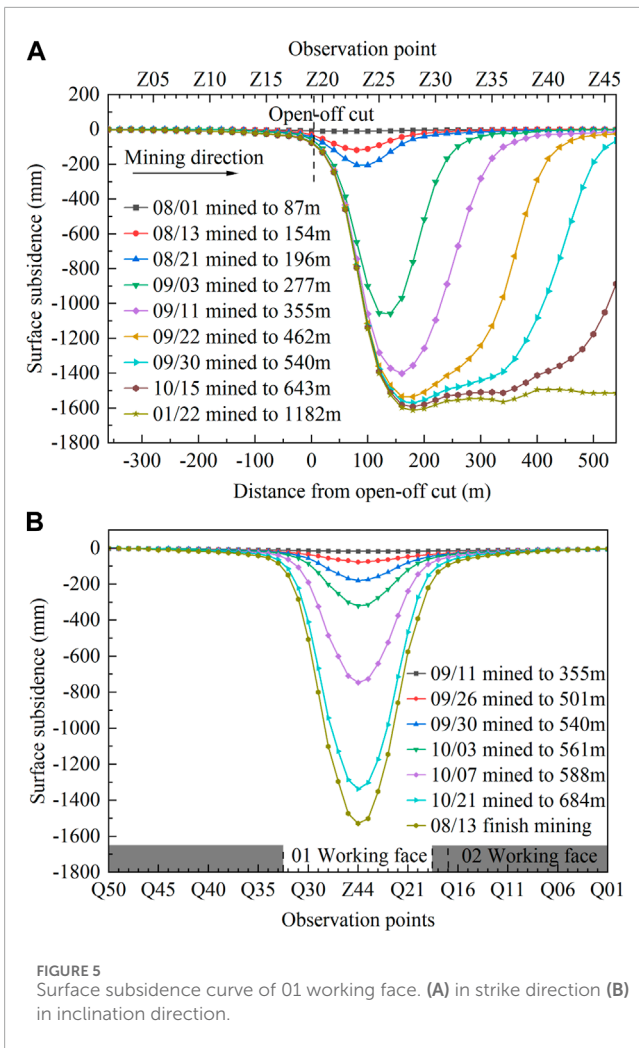 A
Observation point
Z05 Z10 Z15 Z20 Z25 Z30 Z35 Z40 Z45
200
0
-200
-400
-600
-800
-1000
-1200
-1400
-1600
-1800
Surface subsidence (mm)
Open-off cut
Mining direction
08/01 mined to 87m
08/13 mined to 154m
08/21 mined to 196m
09/03 mined to 277m
09/11 mined to 355m
09/22 mined to 462m
09/30 mined to 540m
10/15 mined to 643m
01/22 mined to 1182m
-300 -200 -100 0 100 200 300 400 500
Distance from open-off cut (m)
B
0
-200
-400
-600
-800
-1000
-1200
-1400
-1600
-1800
Surface subsidence (mm)
09/11 mined to 355m
09/26 mined to 501m
09/30 mined to 540m
10/03 mined to 561m
10/07 mined to 588m
10/21 mined to 684m
08/13 finish mining
01 Working face 02 Working face
Q50 Q45 Q40 Q35 Q30 Z44 Q21 Q16 Q11 Q06 Q01
Observation points
FIGURE 5
Surface subsidence curve of 01 working face. (A) in strike direction (B)
in inclination direction.